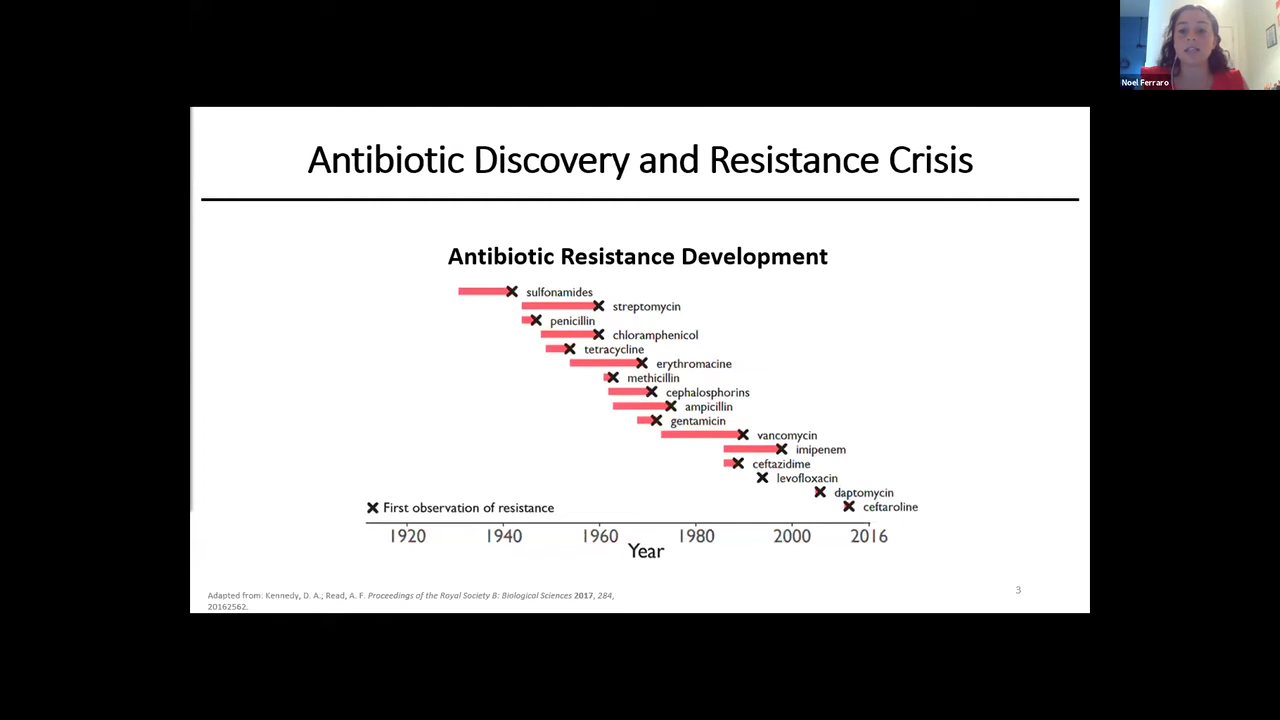 Noel Ferraro
Antibiotic Discovery and Resistance Crisis
Antibiotic Resistance Development
sulfonamides
streptomycin
penicillin
chloramphenicol
tetracycline
erythromacine
methicillin
cephalosphorins
ampicillin
gentamicin
vancomycin
imipenem
ceftazidime
levofloxacin
daptomycin
ceftaroline
First observation of resistance
1920 1940 1960 1980 2000 2016
Year
Adapted from: Kennedy, D. A.; Read, A. F. Proceedings of the Royal Society B: Biological Sciences 2017, 284,
20162562.
3